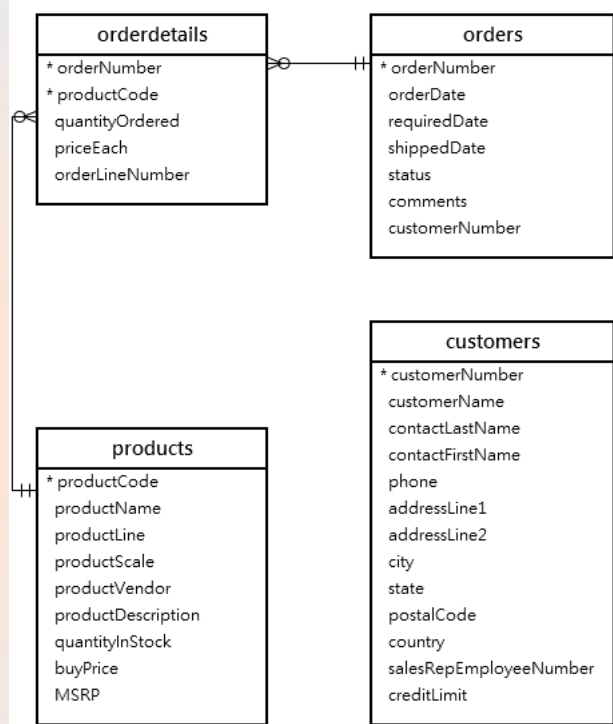 orderdetails
* orderNumber
* productCode
quantityOrdered
priceEach
orderLineNumber
orders
* orderNumber
orderDate
requiredDate
shippedDate
status
comments
customerNumber
products
* productCode
productName
productLine
productScale
productVendor
productDescription
quantityInStock
buyPrice
MSRP
customers
* customerNumber
customerName
contactLastName
contactFirstName
phone
addressLine1
addressLine2
city
state
postalCode
country
salesRepEmployeeNumber
creditLimit